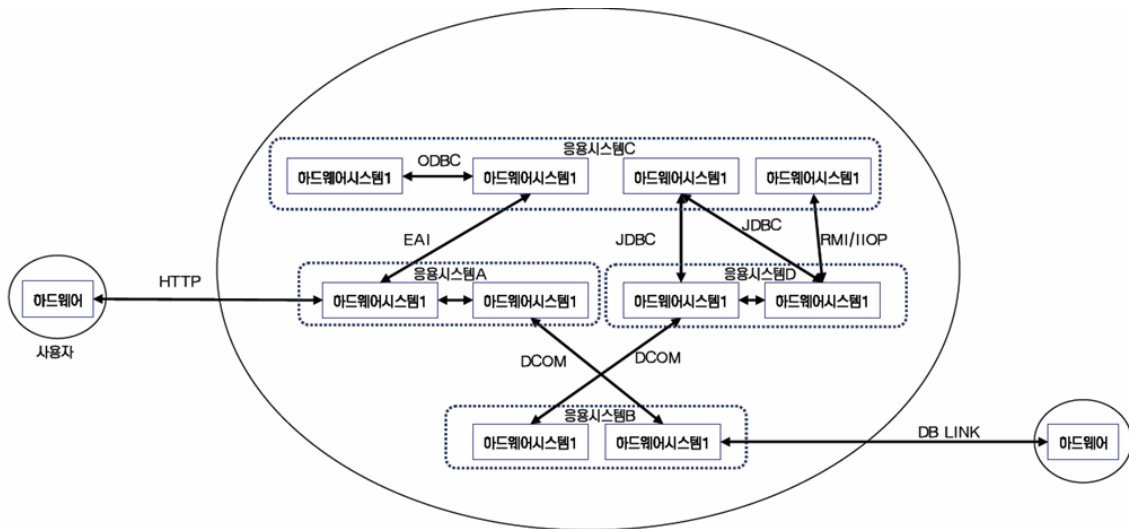 응용시스템C
하드웨어시스템1
ODBC
하드웨어시스템1
하드웨어시스템1
하드웨어시스템1
EAI
JDBC
JDBC
RMI/IIOP
HTTP
응용시스템A
응용시스템D
하드웨어
하드웨어시스템1
하드웨어시스템1
하드웨어시스템1
하드웨어시스템1
사용자
DCOM
DCOM
응용시스템B
하드웨어시스템1
하드웨어시스템1
DB LINK
하드웨어